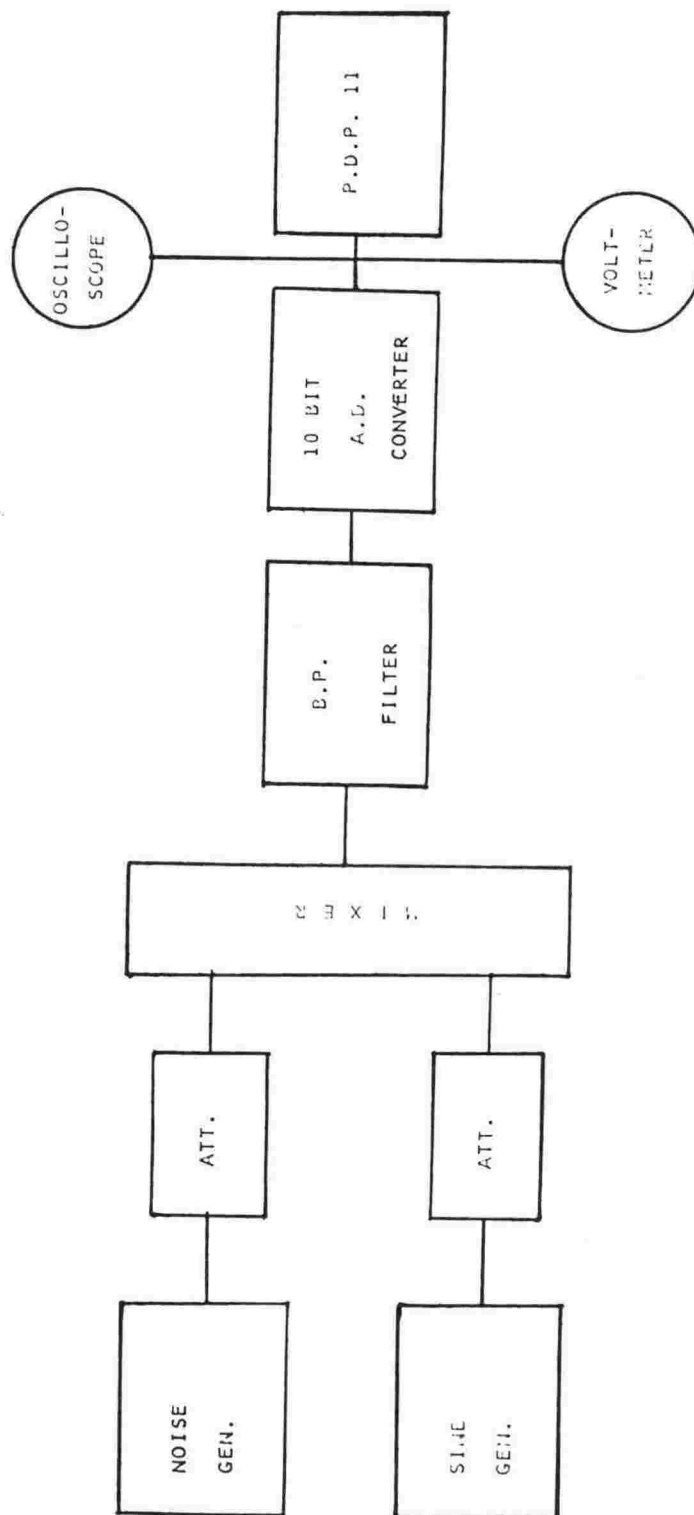 NOISE
GEN.
SINE
GEN.
ATT.
ATT.
MIXER
B.P.
FILTER
10 BIT
A.D.
CONVERTER
OSCILLO-
SCOPE
VOLT-
METER
P.D.P. 11